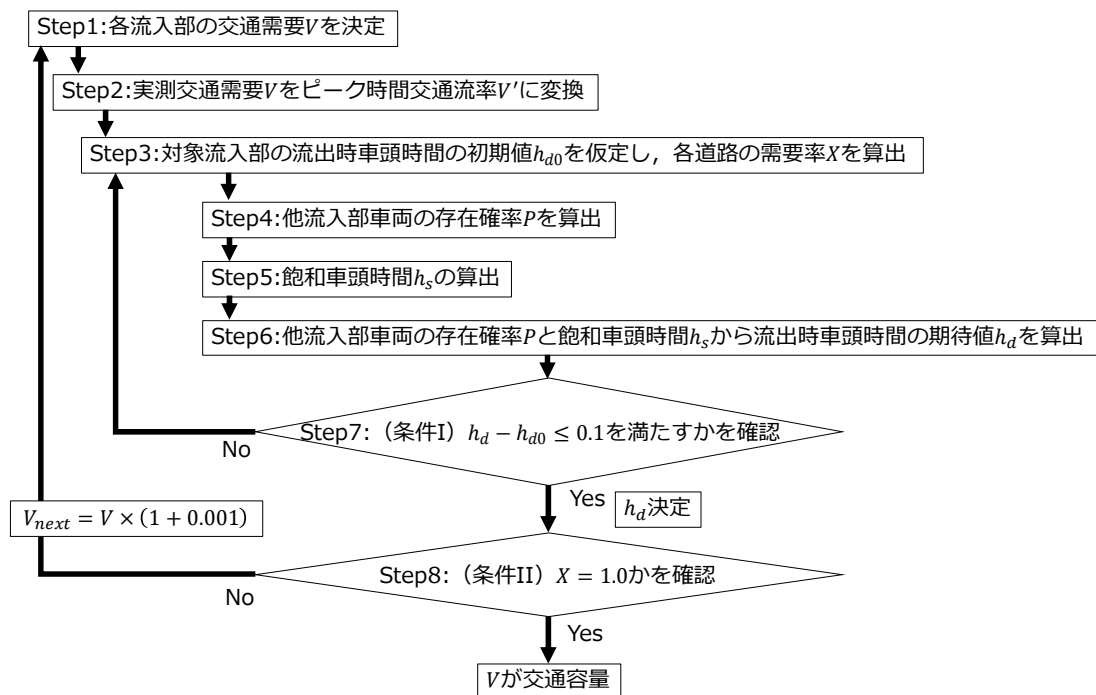 Step1:各流入部の交通需要Vを決定
Step2:実測交通需要Vをピーク時間交通流率V′に変換
Step3:対象流入部の流出時車頭時間の初期値h_{d0}を仮定し，各道路の需要率Xを算出
Step4:他流入部車両の存在確率Pを算出
Step5:飽和車頭時間h_sの算出
Step6:他流入部車両の存在確率Pと飽和車頭時間h_sから流出時車頭時間の期待値h_dを算出
Step7:（条件I）h_d − h_{d0} ≤ 0.1を満たすかを確認
No
Yes
h_d決定
V_{next} = V × (1 + 0.001)
Step8:（条件II）X = 1.0かを確認
No
Yes
Vが交通容量